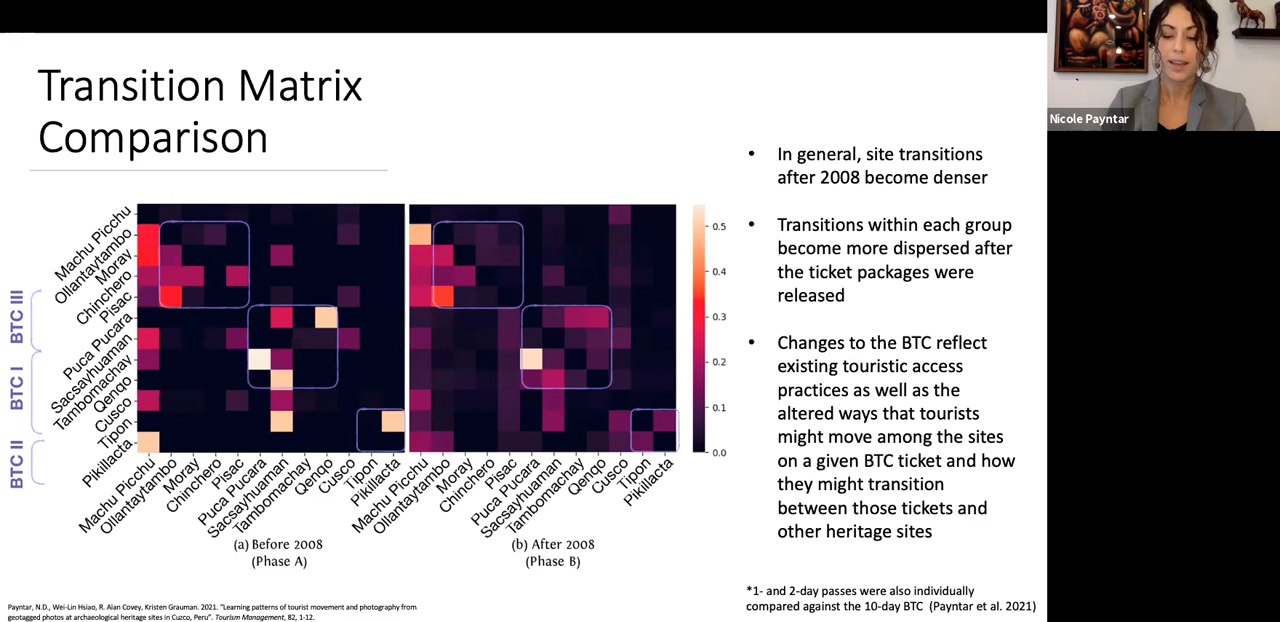 Transition Matrix
Comparison
Nicole Payntar
BTC III
BTC I
BTC II
Machu Picchu
Ollantaytambo
Moray
Chinchero
Pisac
Puca Pucara
Sacsayhuaman
Tambomachay
Qenqo
Cusco
Tipon
Pikillacta
Machu Picchu
Ollantaytambo
Moray
Chinchero
Pisac
Puca Pucara
Sacsayhuaman
Tambomachay
Qenqo
Cusco
Tipon
Pikillacta
(a) Before 2008
(Phase A)
Machu Picchu
Ollantaytambo
Moray
Chinchero
Pisac
Puca Pucara
Sacsayhuaman
Tambomachay
Qenqo
Cusco
Tipon
Pikillacta
(b) After 2008
(Phase B)
0.5
0.4
0.3
0.2
0.1
0.0
• In general, site transitions
after 2008 become denser
• Transitions within each group
become more dispersed after
the ticket packages were
released
• Changes to the BTC reflect
existing touristic access
practices as well as the
altered ways that tourists
might move among the sites
on a given BTC ticket and how
they might transition
between those tickets and
other heritage sites
*1- and 2-day passes were also individually
compared against the 10-day BTC (Payntar et al. 2021)
Payntar, N.D., Wei-Lin Hsiao, R. Alan Covey, Kristen Grauman. 2021. "Learning patterns of tourist movement and photography from
geotagged photos at archaeological heritage sites in Cuzco, Peru". Tourism Management, 82, 1-12.